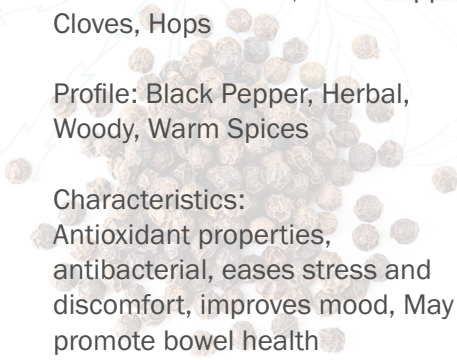 Cloves, Hops
Profile: Black Pepper, Herbal,
Woody, Warm Spices
Characteristics:
Antioxidant properties,
antibacterial, eases stress and
discomfort, improves mood, May
promote bowel health